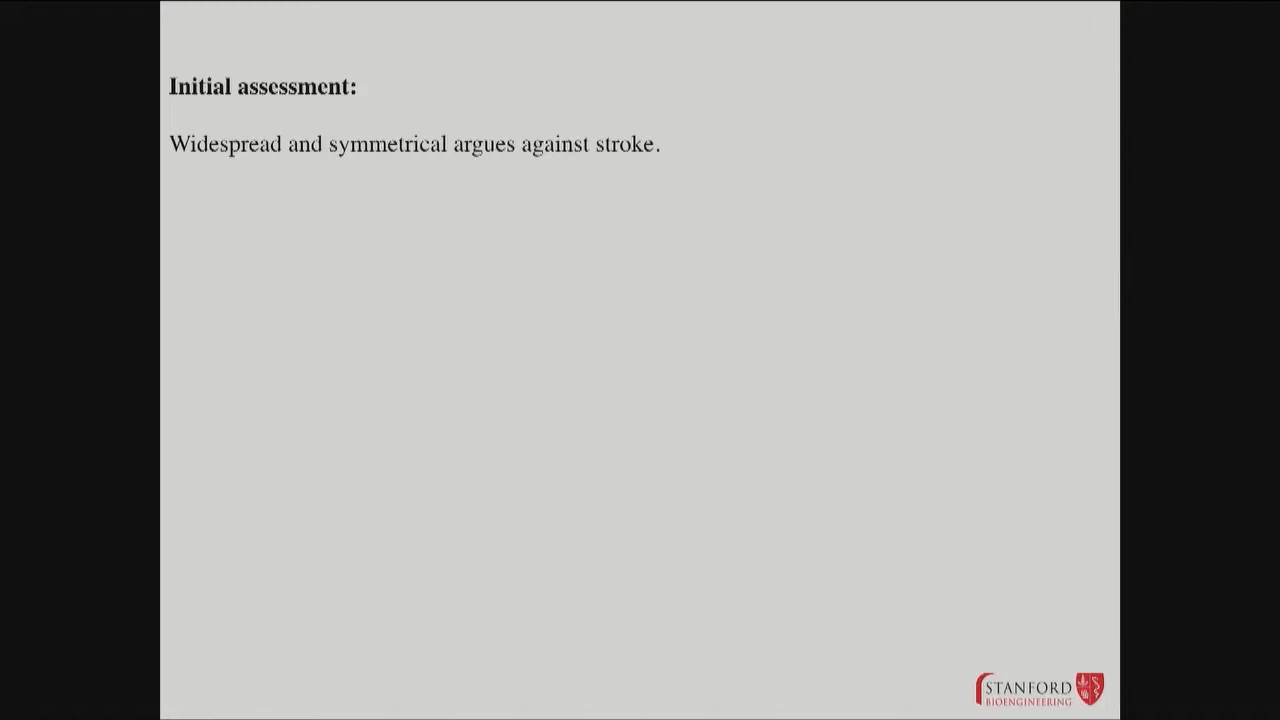 Initial assessment:
Widespread and symmetrical argues against stroke.
STANFORD
BIOENGINEERING